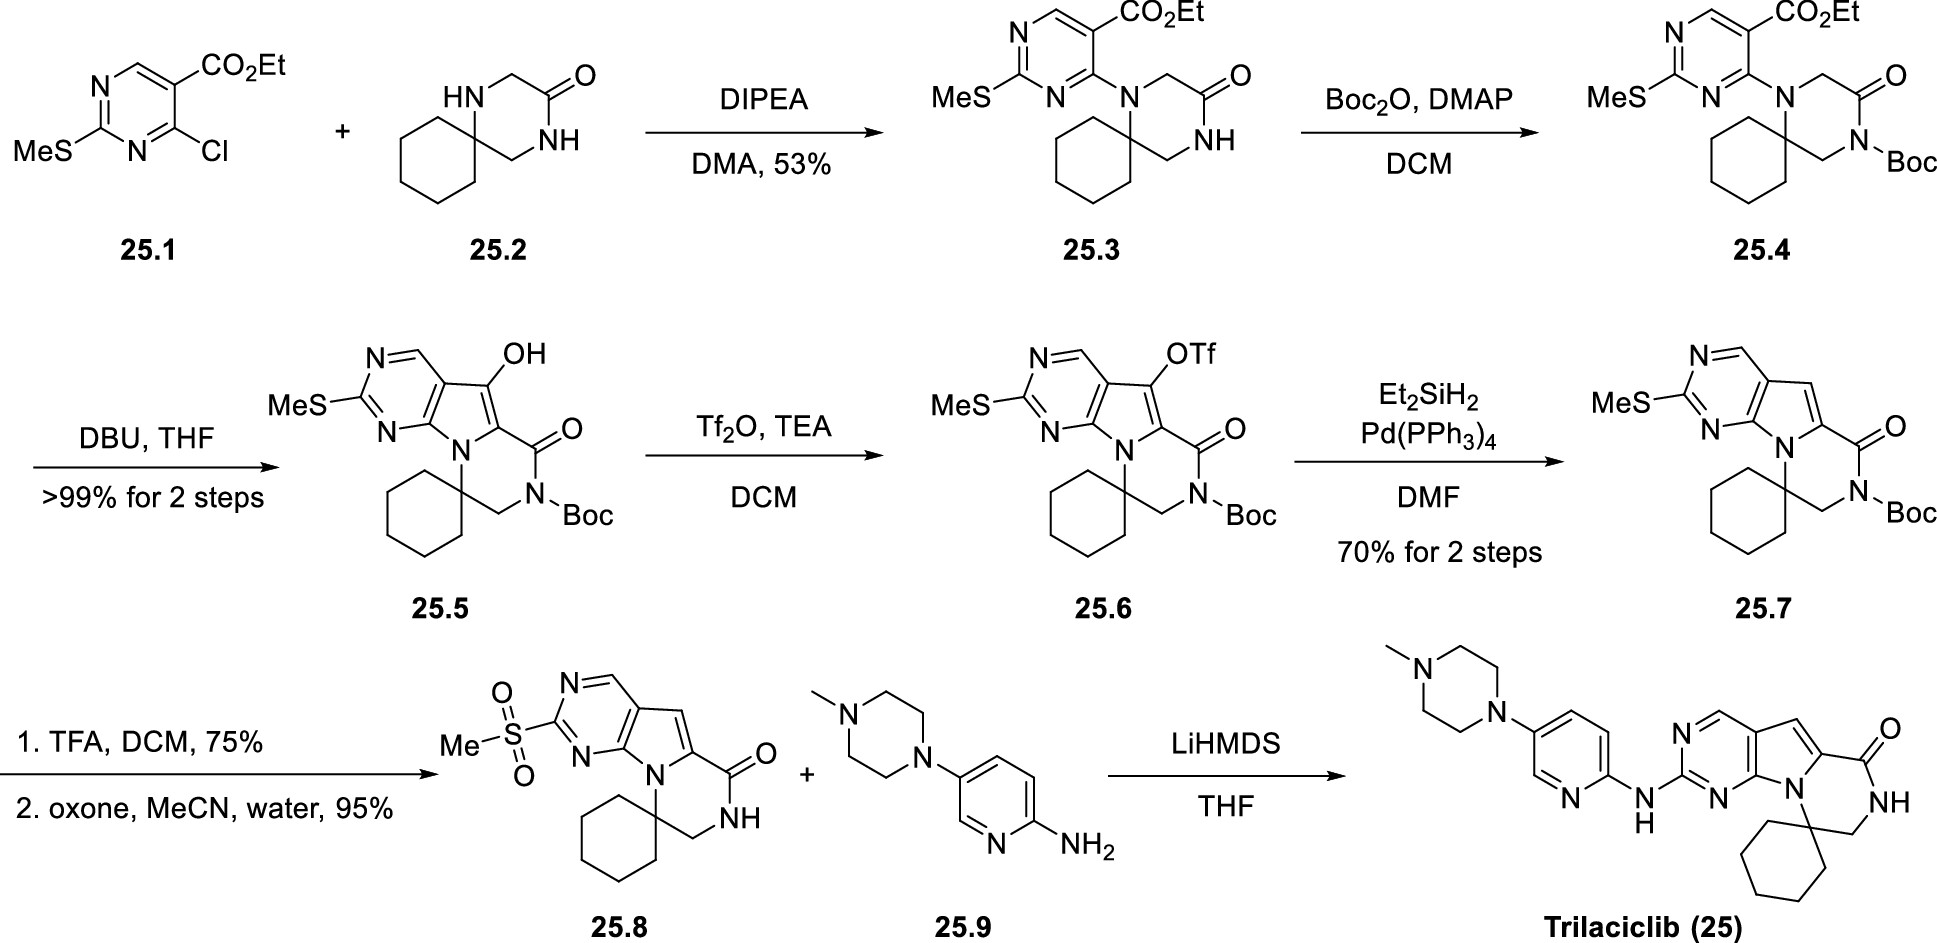 N
CO₂Et
MeS
N
Cl
25.1
+
HN
O
NH
25.2
DIPEA
DMA, 53%
N
CO₂Et
MeS
N
N
O
NH
25.3
Boc₂O, DMAP
DCM
N
CO₂Et
MeS
N
N
O
N
Boc
25.4
DBU, THF
>99% for 2 steps
N
OH
MeS
N
N
O
N
Boc
25.5
Tf₂O, TEA
DCM
N
OTf
MeS
N
N
O
N
Boc
25.6
Et₂SiH₂
Pd(PPh₃)₄
DMF
70% for 2 steps
N
MeS
N
N
O
N
Boc
25.7
1. TFA, DCM, 75%
2. oxone, MeCN, water, 95%
O
Me
S
O
N
N
N
O
NH
25.8
+
N
N
N
NH₂
25.9
LiHMDS
THF
N
N
N
N
H
N
N
N
O
NH
Trilaciclib (25)